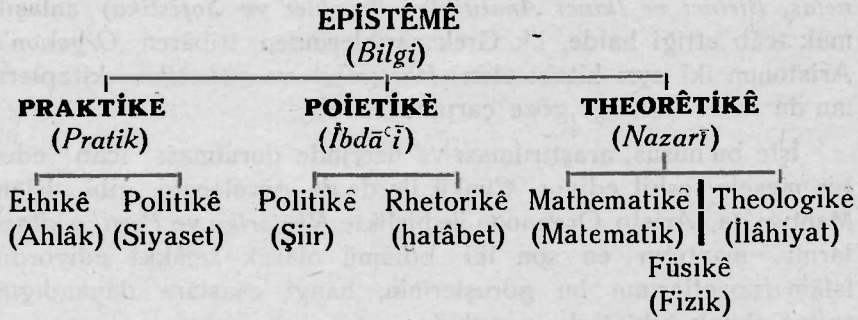 EPİSTÊMÊ
(Bilgi)
PRAKTİKE POİETİKÈ THEORÊTİKÊ
(Pratik) (İbdāʿī) (Nazarī)
Ethikê Politikê Politikê Rhetorikê Mathematikê Theologike
(Ahlâk) (Siyaset) (Şiir) (Hatâbet) (Matematik) (İlâhiyat)
Füsikê
(Fizik)